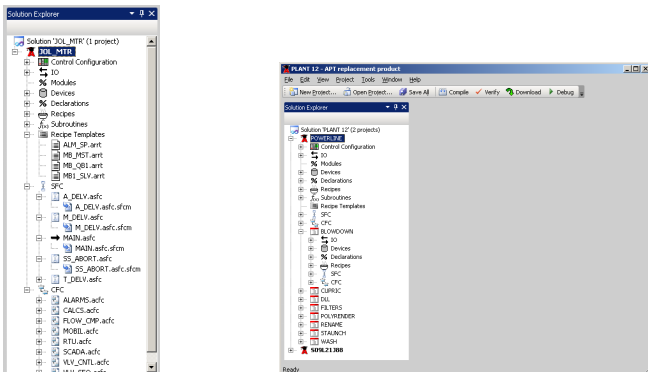 Solution Explorer
Solution 'JOL_MTR' (1 project)
JOL_MTR
Control Configuration
IO
Modules
Devices
Declarations
Recipes
Subroutines
Recipe Templates
ALM_SP.arrt
MB_MST.arrt
MB_QB1.arrt
MB1_SLV.arrt
SFC
A_DELV.asfc
A_DELV.asfc.sfcm
M_DELV.asfc
M_DELV.asfc.sfcm
MAIN.asfc
MAIN.asfc.sfcm
SS_ABORT.asfc
SS_ABORT.asfc.sfcm
T_DELV.asfc
CFC
ALARMS.acfc
CALCS.acfc
FLOW_CMP.acfc
MOBIL.acfc
RTU.acfc
SCADA.acfc
VLV_CNTL.acfc
PLANT 12 - APT replacement product
File Edit View Project Tools Window Help
New Project... Open Project... Save All Compile Verify Download Debug
Solution Explorer
Solution 'PLANT 12' (2 projects)
POWERLINE
Control Configuration
IO
Modules
Devices
Declarations
Recipes
Subroutines
Recipe Templates
SFC
CFC
BLOWDOWN
IO
Devices
Declarations
Recipes
SFC
CFC
CUPRIC
DLL
FILTERS
POLYRENDER
RENAME
STAUNCH
WASH
S09L21J88
Ready